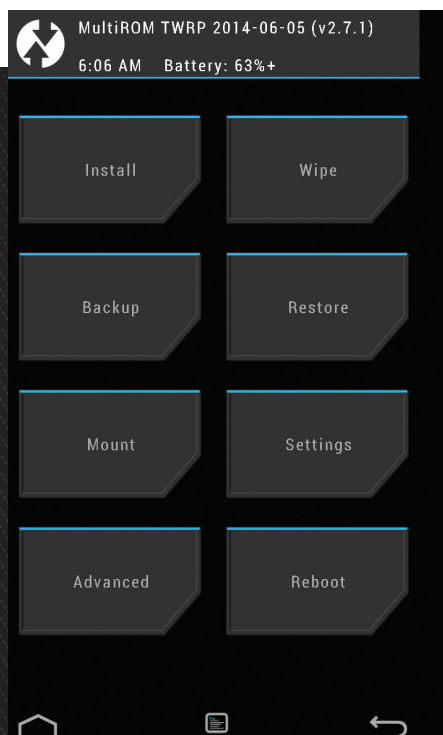 MultiROM TWRP 2014-06-05 (v2.7.1)
6:06 AM Battery: 63%+
Install
Wipe
Backup
Restore
Mount
Settings
Advanced
Reboot